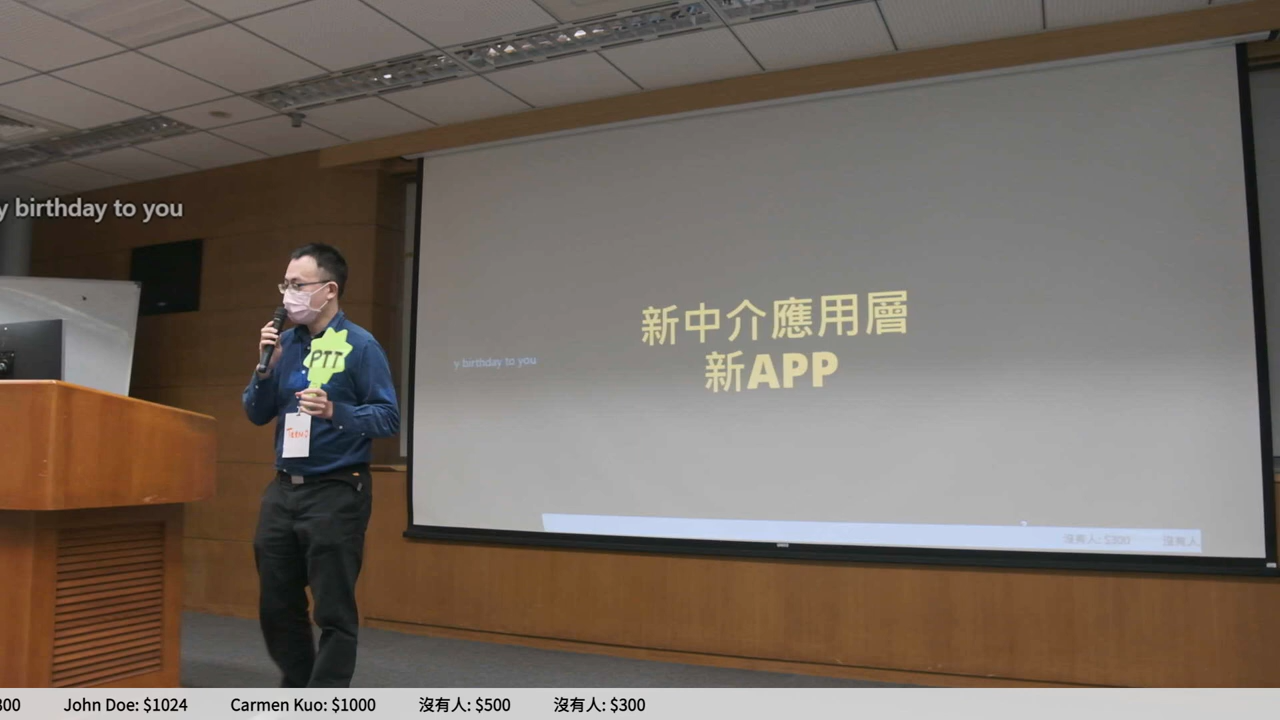 y birthday to you
新中介應用層
新APP
y birthday to you
PTT
沒有人: $300
沒有人
300
John Doe: $1024
Carmen Kuo: $1000
沒有人: $500
沒有人: $300